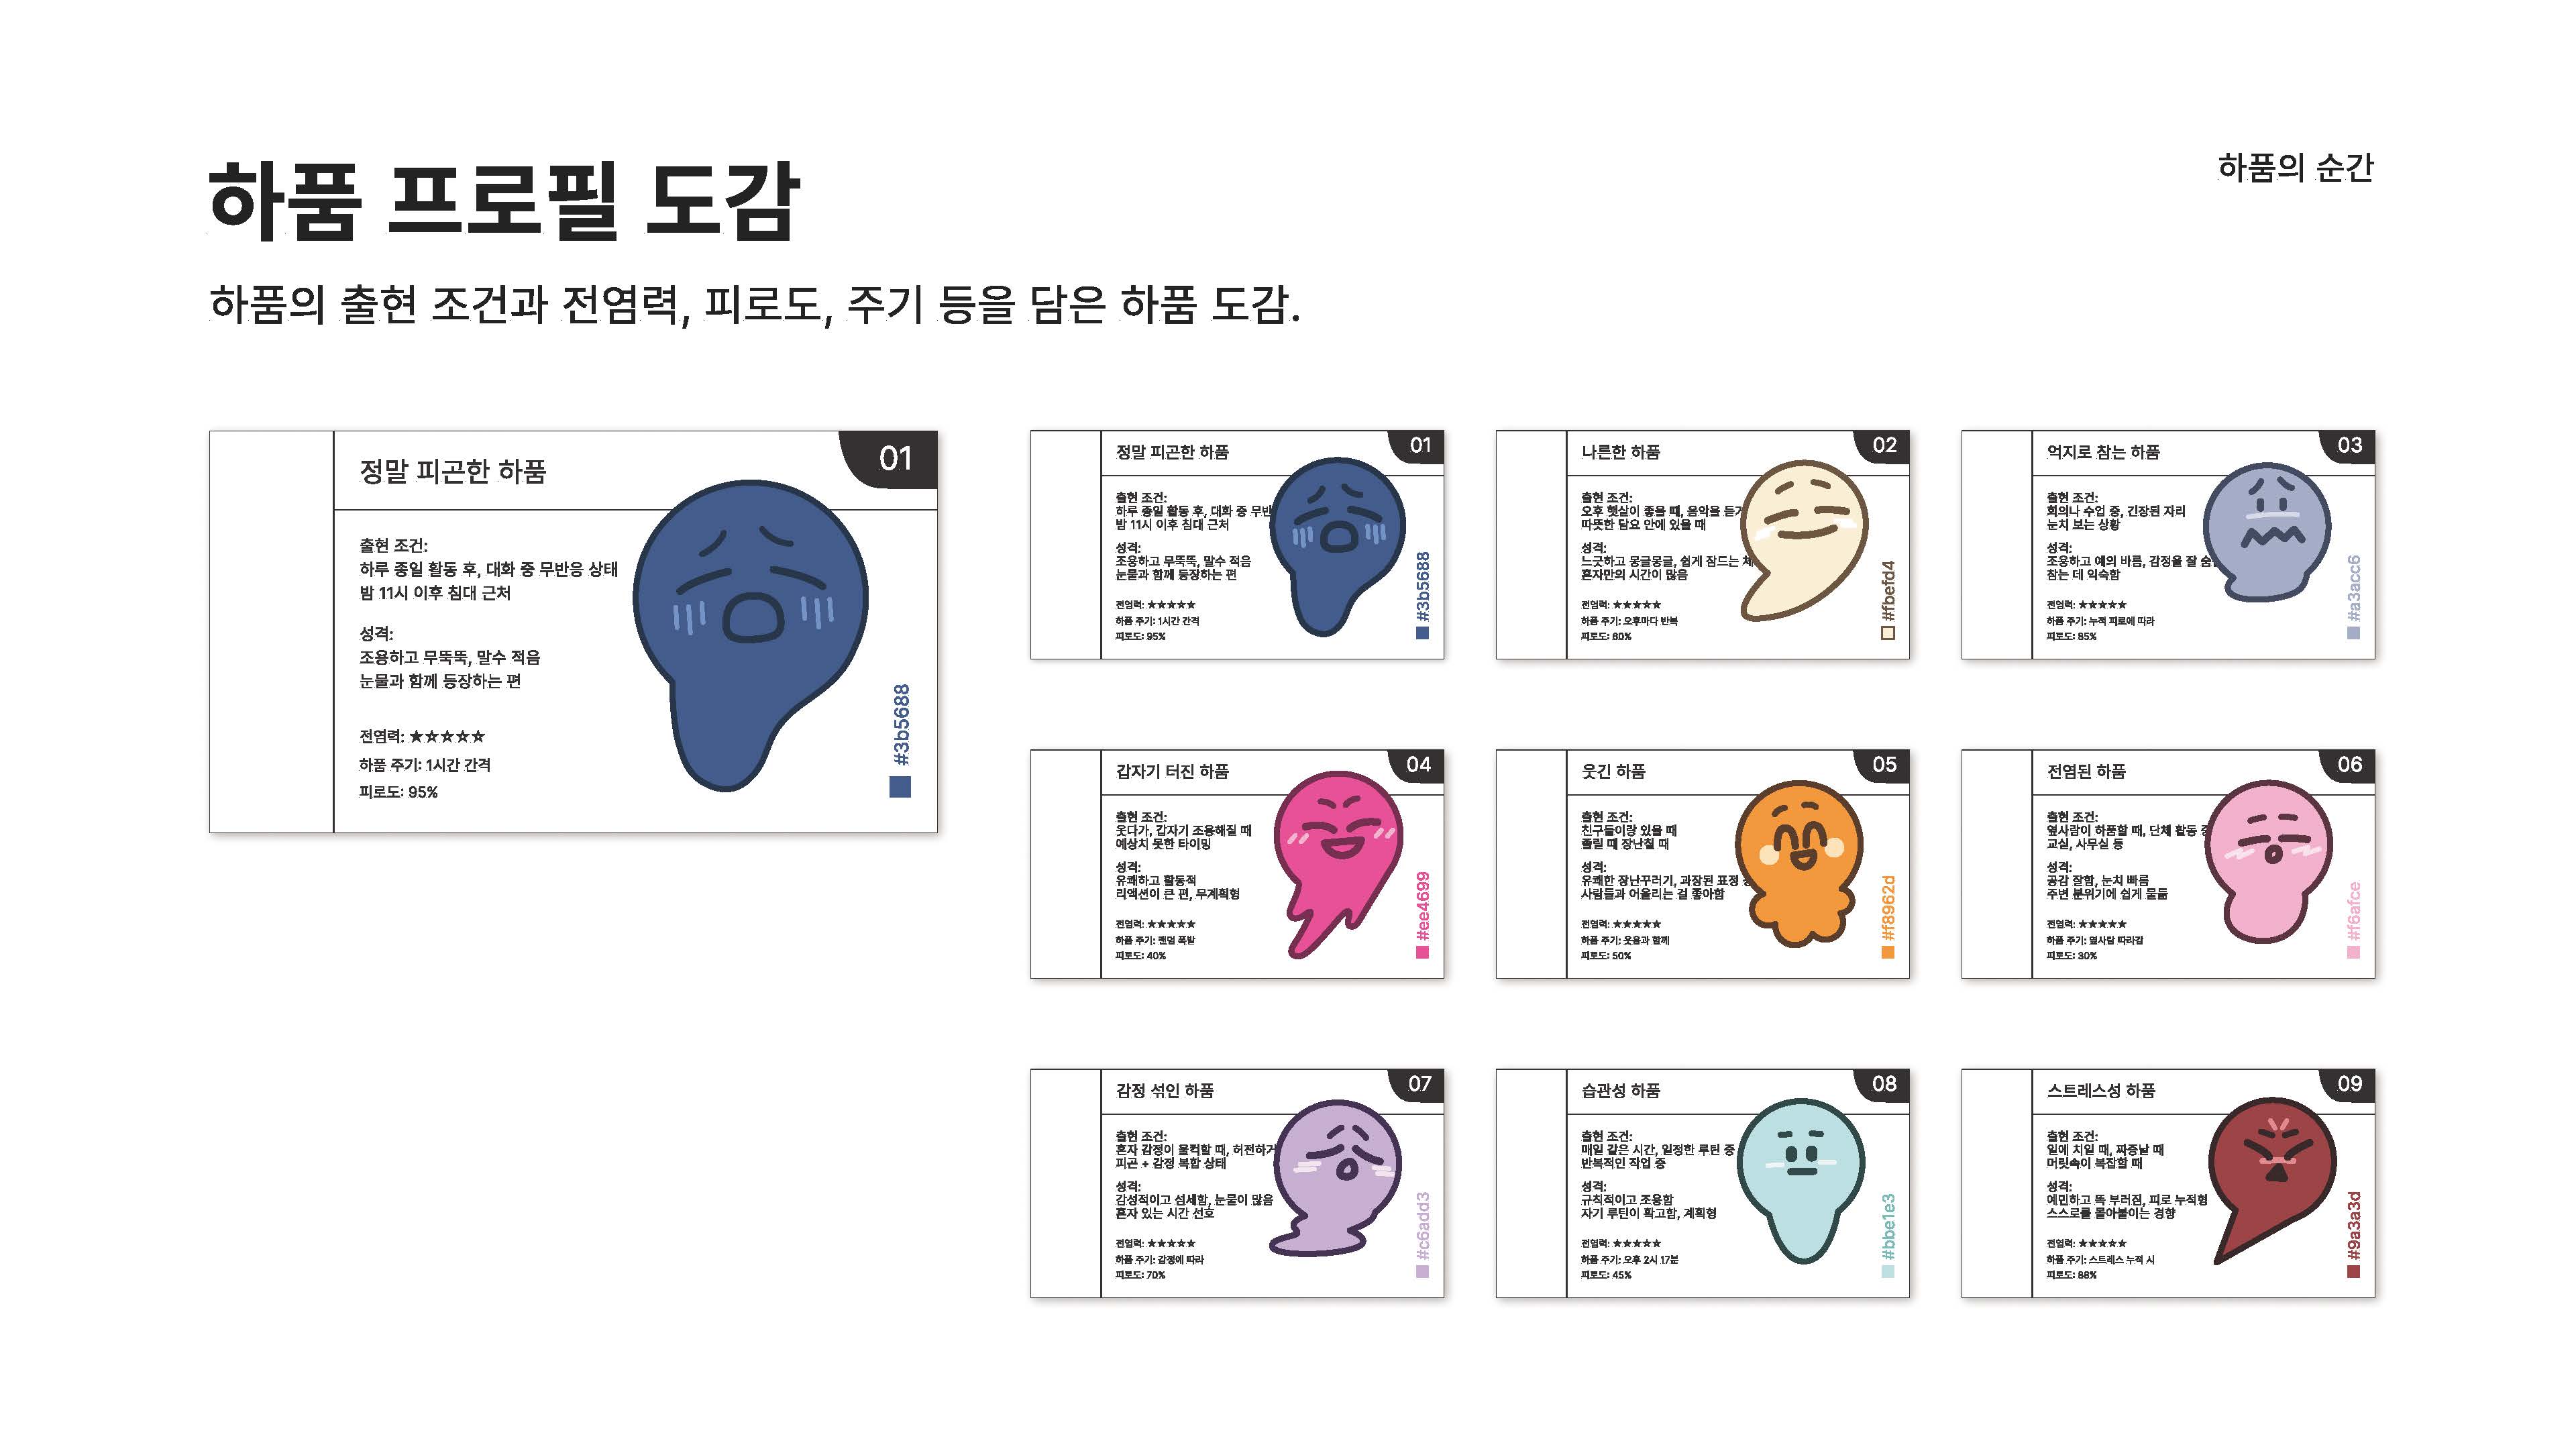 하품 프로필 도감
하품의 순간
하품의 출현 조건과 전염력, 피로도, 주기 등을 담은 하품 도감.
01
정말 피곤한 하품
출현 조건:
하루 종일 활동 후, 대화 중 무반응 상태
밤 11시 이후 침대 근처
성격:
조용하고 무뚝뚝, 말수 적음
눈물과 함께 등장하는 편
전염력: ★★★★★
하품 주기: 1시간 간격
피로도: 95%
#3b5688
01
정말 피곤한 하품
출현 조건:
하루 종일 활동 후, 대화 중 무반
밤 11시 이후 침대 근처
성격:
조용하고 무뚝뚝, 말수 적음
눈물과 함께 등장하는 편
전염력: ★★★★★
하품 주기: 1시간 간격
피로도: 95%
#3b5688
02
나른한 하품
출현 조건:
오후 햇살이 좋을 때, 음악을 듣거
따뜻한 담요 안에 있을 때
성격:
느긋하고 몽글몽글, 쉽게 잠드는
혼자만의 시간이 많음
전염력: ★★★★★
하품 주기: 오후마다 반복
피로도: 60%
#fbefd4
03
억지로 참는 하품
출현 조건:
회의나 수업 중, 긴장된 자리
눈치 보는 상황
성격:
조용하고 예의 바름, 감정을 잘
참는 데 익숙함
전염력: ★★★★★
하품 주기: 누적 피로에 따라
피로도: 85%
#a3acc6
04
갑자기 터진 하품
출현 조건:
웃다가, 갑자기 조용해질 때
예상치 못한 타이밍
성격:
유쾌하고 활동적
리액션이 큰 편, 무계획형
전염력: ★★★★★
하품 주기: 랜덤 폭발
피로도: 40%
#ee4699
05
웃긴 하품
출현 조건:
친구들이랑 있을 때
졸릴 때 장난칠 때
성격:
유쾌한 장난꾸러기, 과장된 표정
사람들과 어울리는 걸 좋아함
전염력: ★★★★★
하품 주기: 웃음과 함께
피로도: 50%
#f8962d
06
전염된 하품
출현 조건:
옆사람이 하품할 때, 단체 활동
교실, 사무실 등
성격:
공감 잘함, 눈치 빠름
주변 분위기에 쉽게 물듦
전염력: ★★★★★
하품 주기: 옆사람 따라감
피로도: 30%
#f6afce
07
감정 섞인 하품
출현 조건:
혼자 감정이 울컥할 때, 허전하거
피곤 + 감정 복합 상태
성격:
감성적이고 섬세함, 눈물이 많음
혼자 있는 시간 선호
전염력: ★★★★★
하품 주기: 감정에 따라
피로도: 70%
#c6add3
08
습관성 하품
출현 조건:
매일 같은 시간, 일정한 루틴 중
반복적인 작업 중
성격:
규칙적이고 조용함
자기 루틴이 확고함, 계획형
전염력: ★★★★★
하품 주기: 오후 2시 17분
피로도: 45%
#bbe1e3
09
스트레스성 하품
출현 조건:
일에 치일 때, 짜증날 때
머릿속이 복잡할 때
성격:
예민하고 똑 부러짐, 피로 누적형
스스로를 몰아붙이는 경향
전염력: ★★★★★
하품 주기: 스트레스 누적 시
피로도: 88%
#9a3a3d